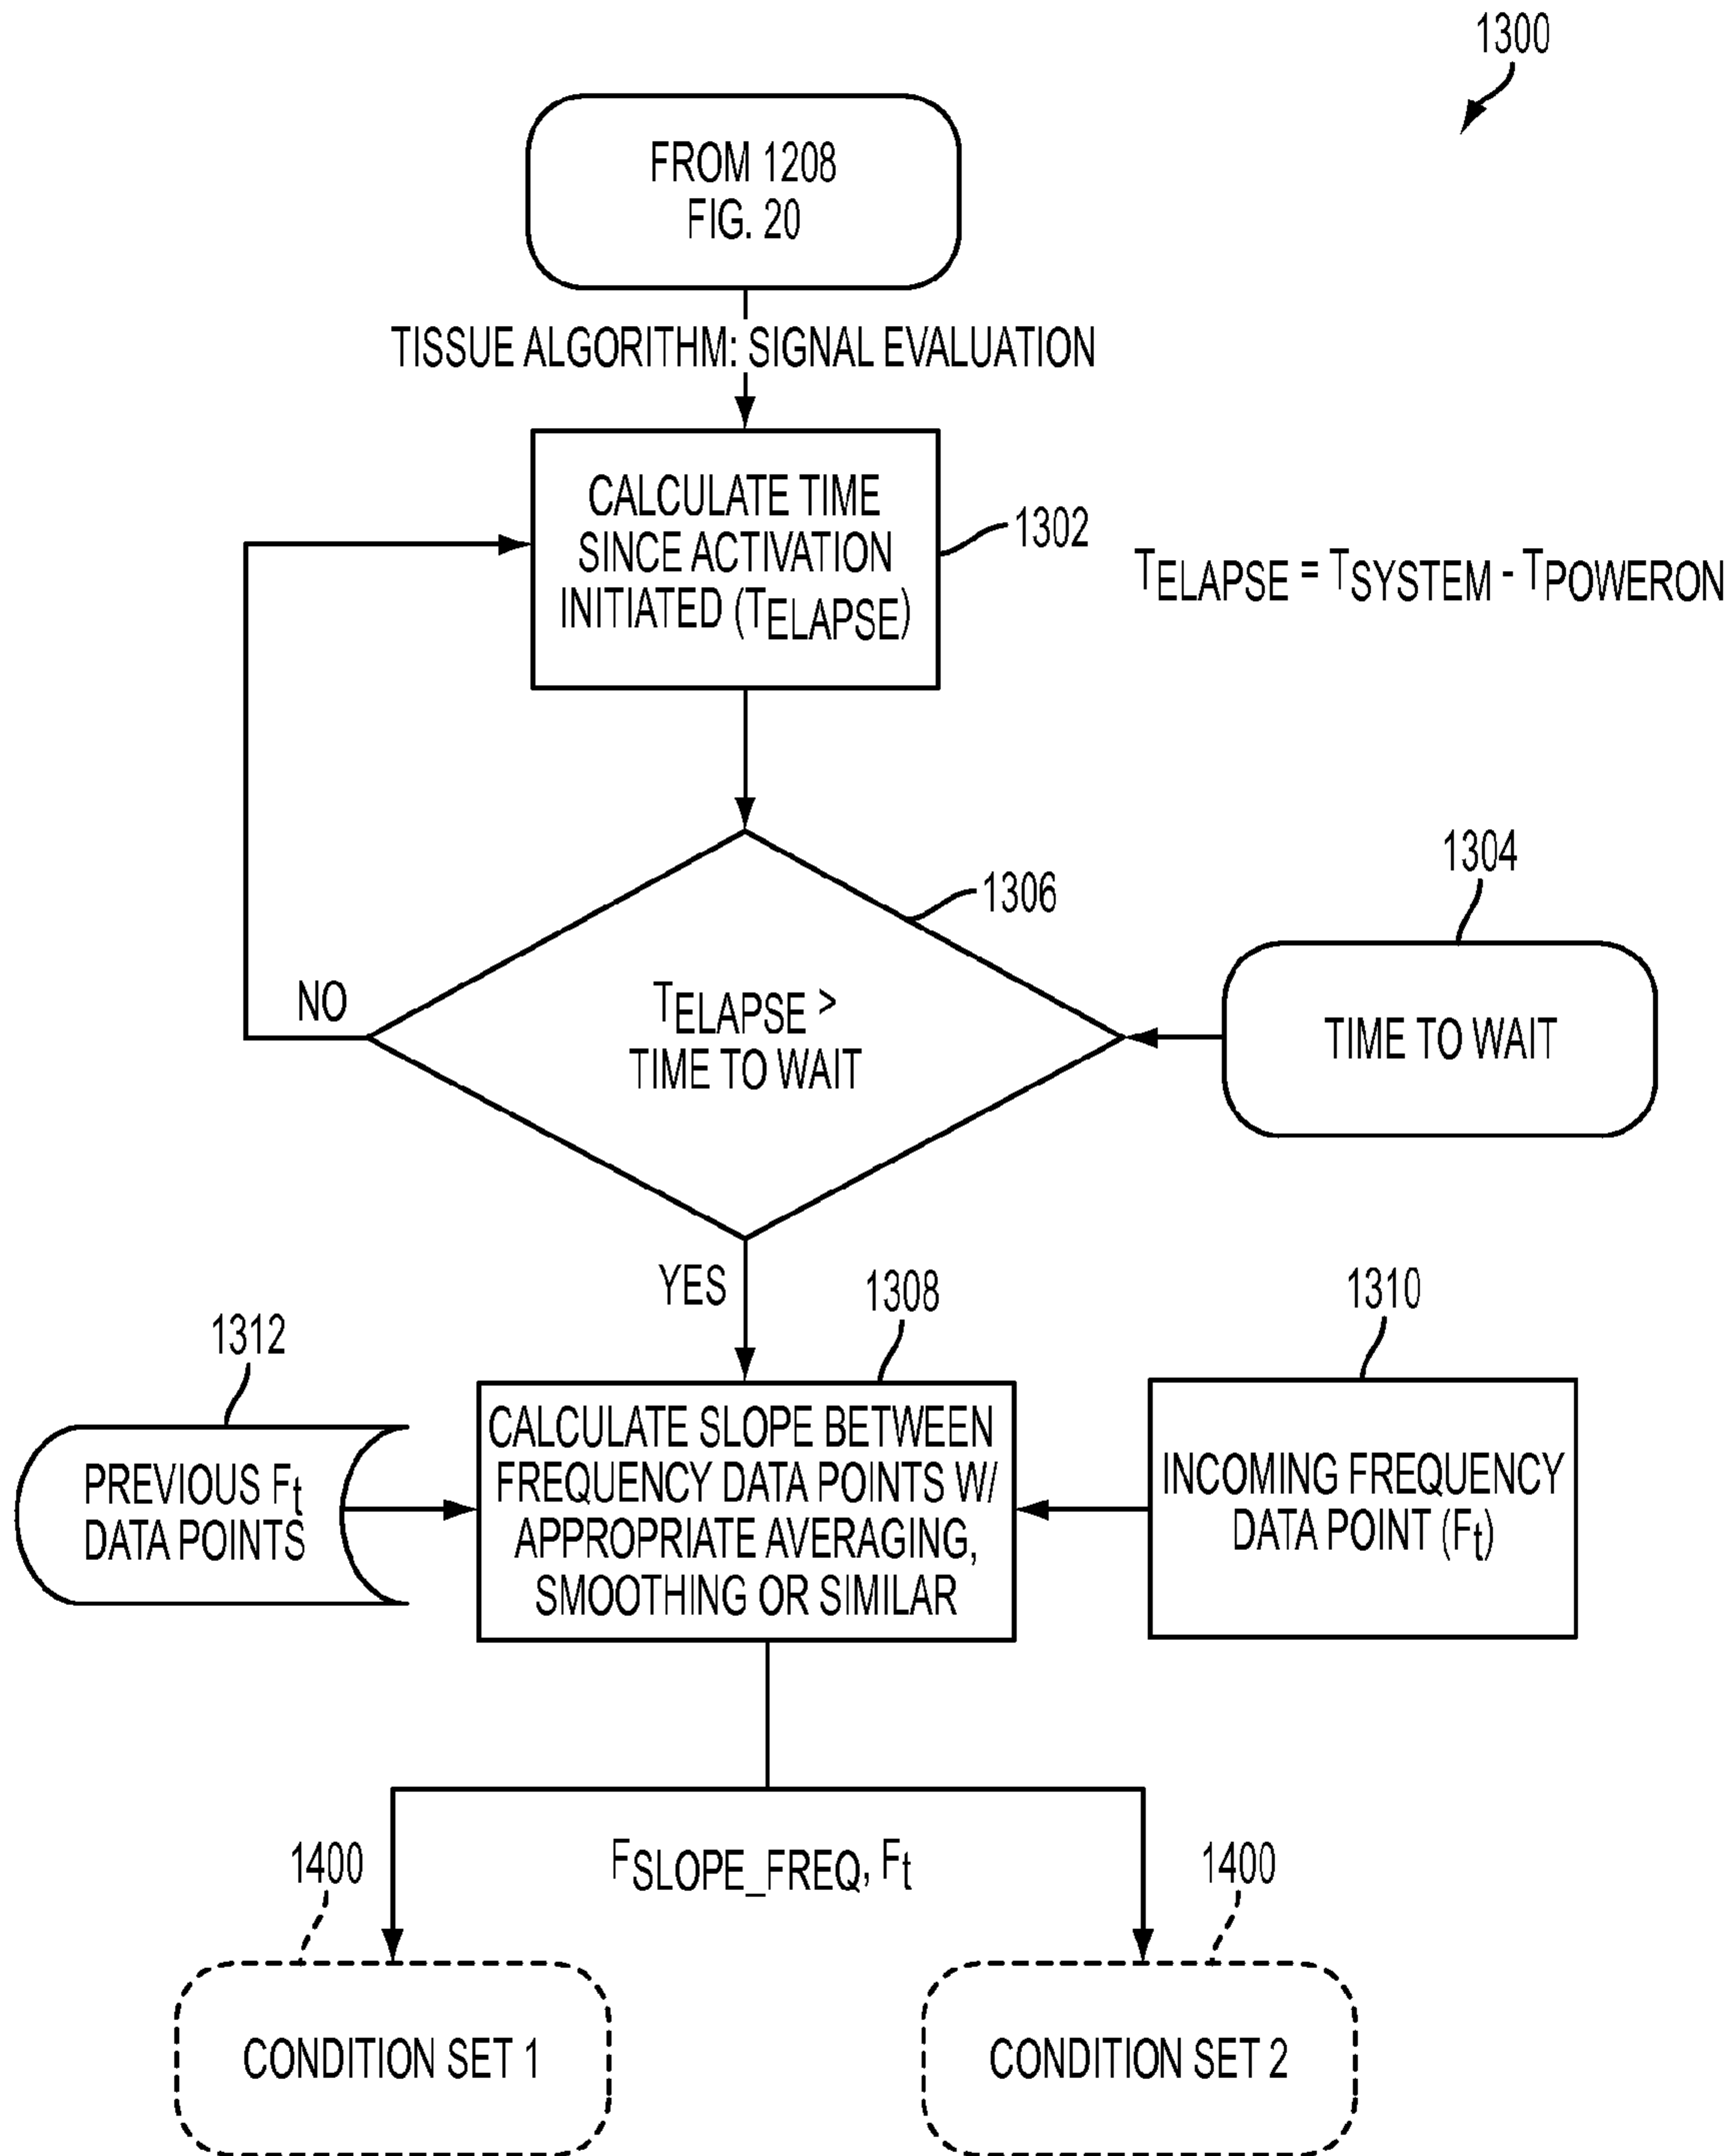 1300
FROM 1208
FIG. 20
TISSUE ALGORITHM: SIGNAL EVALUATION
CALCULATE TIME
SINCE ACTIVATION
INITIATED (TELAPSE)
1302
TELAPSE = TSYSTEM - TPOWERON
1304
1306
TELAPSE >
TIME TO WAIT
NO
TIME TO WAIT
YES
1308
1310
1312
CALCULATE SLOPE BETWEEN
FREQUENCY DATA POINTS W/
APPROPRIATE AVERAGING,
SMOOTHING OR SIMILAR
PREVIOUS Ft
DATA POINTS
INCOMING FREQUENCY
DATA POINT (Ft)
1400
FSLOPE_FREQ, Ft
1400
CONDITION SET 1
CONDITION SET 2